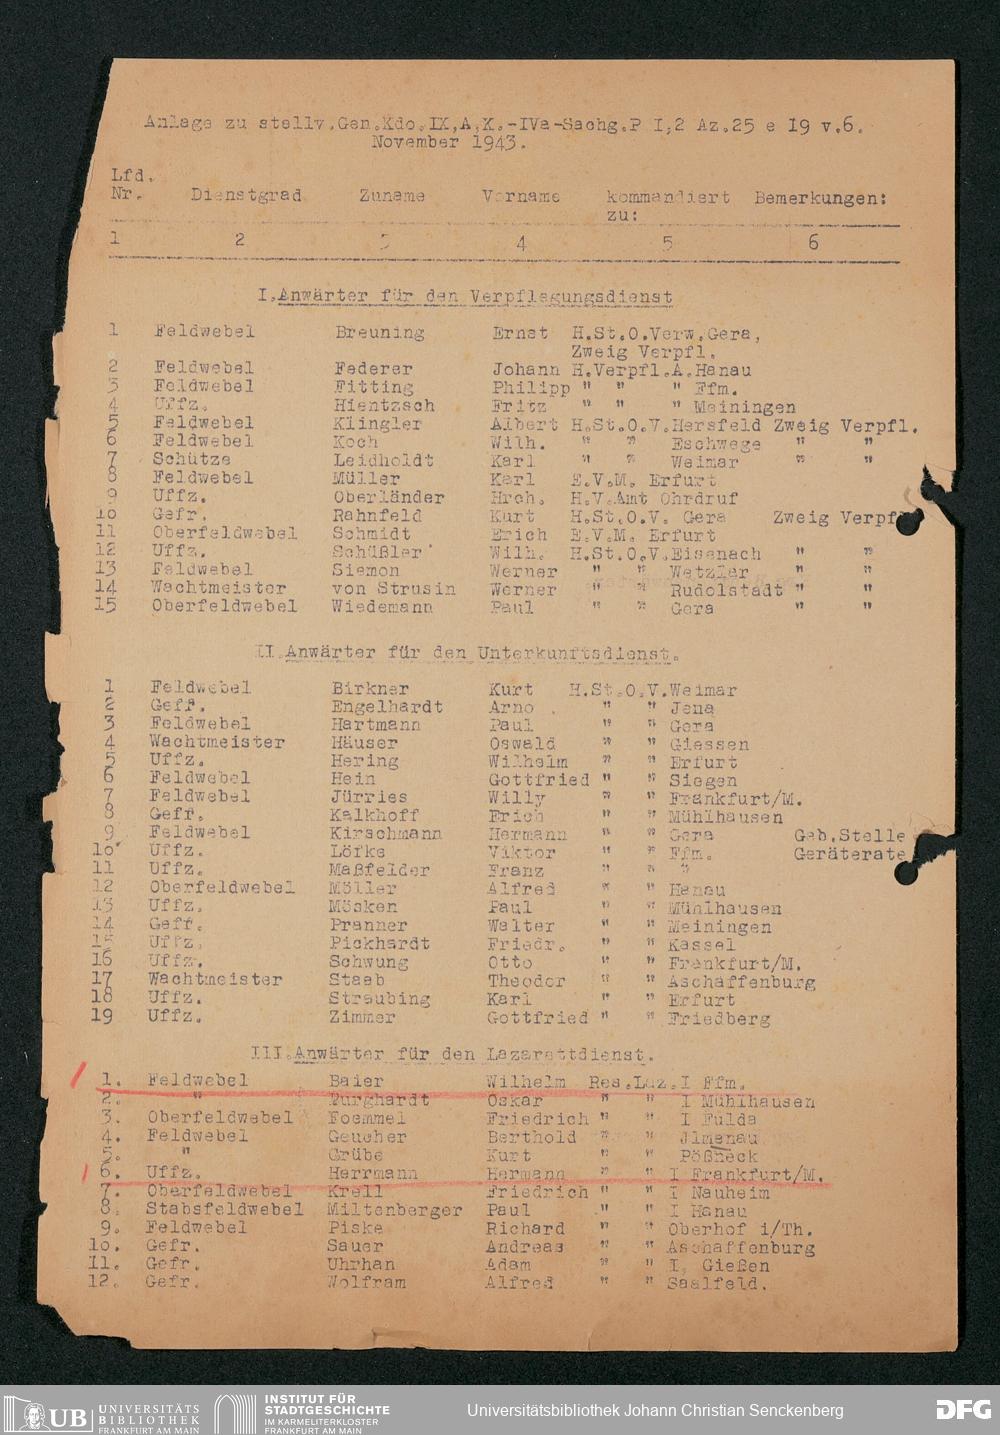 Anlage zu stellv.Gen.Kdo.IX,A.K.-IVa-Sachg.P I,2 Az.25 e 19 v.6.
November 1943.
Lfd.
Nr. Dienstgrad Zuname Vorname kommandiert Bemerkungen:
zu:
1 2 3 4 5 6
I.Anwärter für den Verpflegungsdienst
1 Feldwebel Breuning Ernst H.St.O.Verw.Gera,
Zweig Verpfl.
2 Feldwebel Federer Johann H.Verpfl.A.Hanau
3 Feldwebel Fitting Philipp " " " Ffm.
4 Uffz. Hientzsch Fritz " " " Meiningen
5 Feldwebel Klingler Albert H.St.O.V.Hersfeld Zweig Verpfl.
6 Feldwebel Koch Wilh. " " Eschwege " "
7 Schütze Leidholdt Karl " " Weimar " "
8 Feldwebel Müller Karl E.V.M. Erfurt
9 Uffz. Oberländer Hrch. H.V.Amt Ohrdruf
10 Gefr. Rahnfeld Kurt H.St.O.V. Gera Zweig Verpf
11 Oberfeldwebel Schmidt Erich E.V.M. Erfurt
12 Uffz. Schüßler Wilh. H.St.O.V.Eisenach " "
13 Feldwebel Siemon Werner " " Wetzlar " "
14 Wachtmeister von Strusin Werner " " Rudolstadt " "
15 Oberfeldwebel Wiedemann Paul " " Gera " "
II.Anwärter für den Unterkunftsdienst.
1 Feldwebel Birkner Kurt H.St.O.V.Weimar
2 Geff. Engelhardt Arno " " Jena
3 Feldwebel Hartmann Paul " " Gera
4 Wachtmeister Häuser Oswald " " Giessen
5 Uffz. Hering Wilhelm " " Erfurt
6 Feldwebel Hein Gottfried " " Siegen
7 Feldwebel Jürries Willy " " Frankfurt/M.
8 Gefr. Kalkhoff Erich " " Mühlhausen
9 Feldwebel Kirschmann Hermann " " Gera Geb.Stelle
10 Uffz. Löfke Viktor " " Ffm. Geräterate
11 Uffz. Maßfelder Franz " " "
12 Oberfeldwebel Möller Alfred " " Hanau
13 Uffz. Mösken Paul " " Mühlhausen
14 Geff. Pranner Walter " " Meiningen
15 Uffz. Pickhardt Friedr. " " Kassel
16 Uffz. Schwung Otto " " Frankfurt/M.
17 Wachtmeister Staab Theodor " " Aschaffenburg
18 Uffz. Straubing Karl " " Erfurt
19 Uffz. Zimmer Gottfried " " Friedberg
III.Anwärter für den Lazarettdienst.
1. Feldwebel Baier Wilhelm Res.Laz.I Ffm.
2. " Burghardt Oskar " " I Mühlhausen
3. Oberfeldwebel Foemmel Friedrich " " I Fulda
4. Feldwebel Geucher Berthold " " Jlmenau
5. " Grübe Kurt " " Pößneck
6. Uffz. Herrmann Hermann " " I Frankfurt/M.
7. Oberfeldwebel Krell Friedrich " " I Nauheim
8. Stabsfeldwebel Miltenberger Paul " " I Hanau
9. Feldwebel Piske Richard " " Oberhof i/Th.
10. Gefr. Sauer Andreas " " Aschaffenburg
11. Gefr. Uhrhan Adam " " I, Gießen
12. Gefr. Wolfram Alfred " " Saalfeld.
UB UNIVERSITÄTS
BIBLIOTHEK
FRANKFURT AM MAIN
INSTITUT FÜR
STADTGESCHICHTE
IM KARMELITERKLOSTER
FRANKFURT AM MAIN
Universitätsbibliothek Johann Christian Senckenberg
DFG